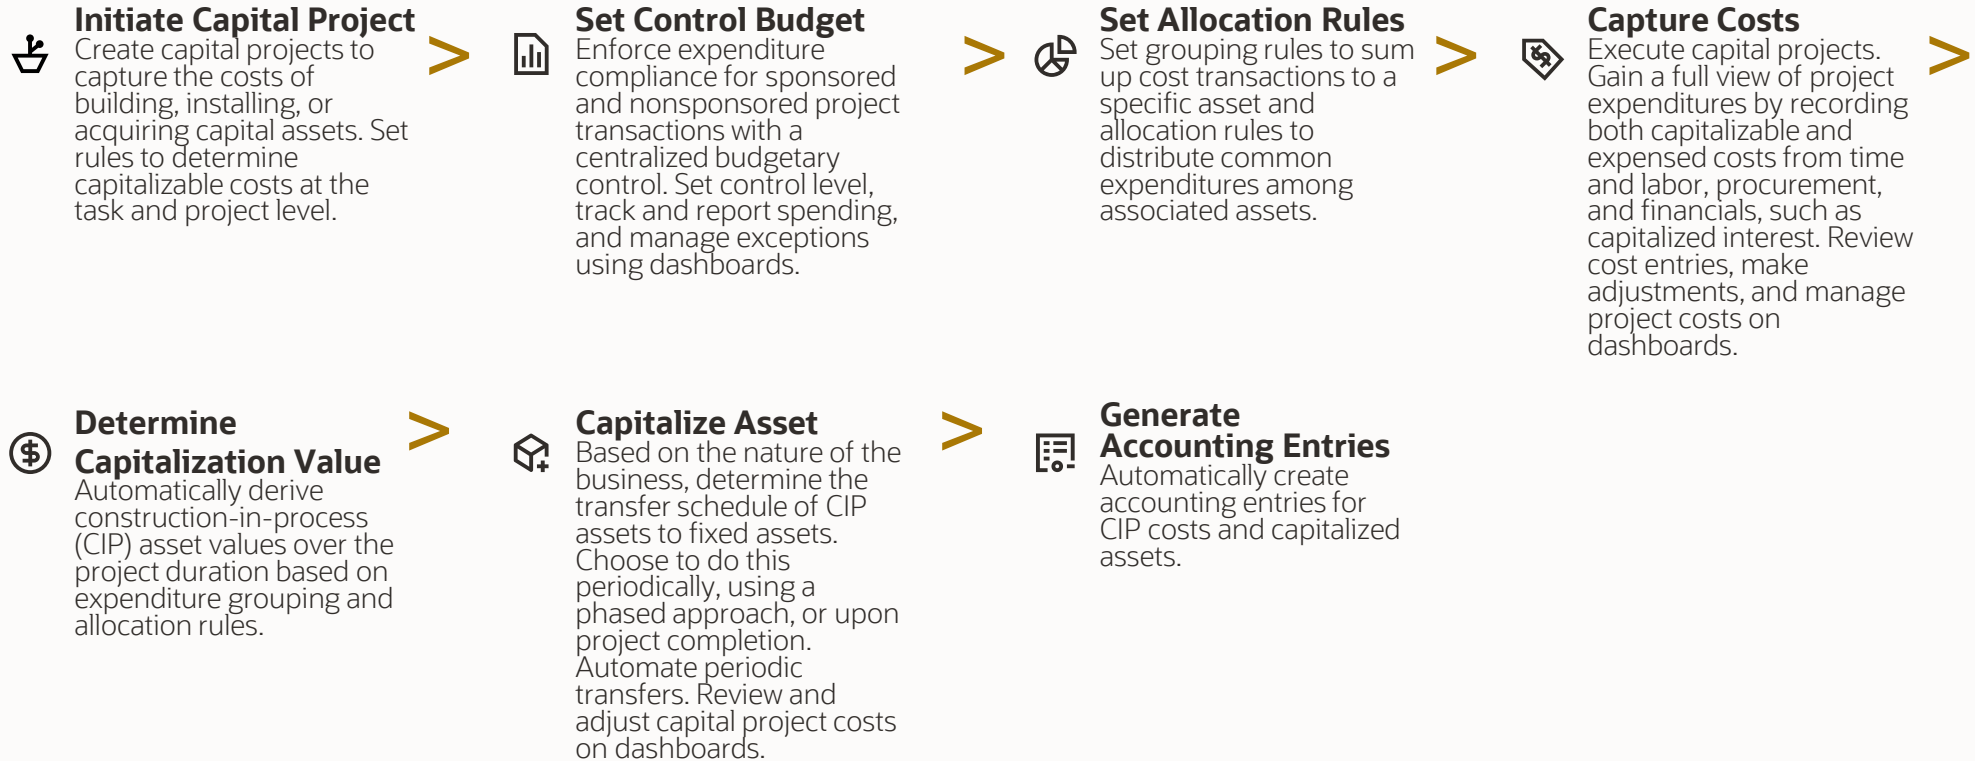 Initiate Capital Project
Create capital projects to
capture the costs of
building, installing, or
acquiring capital assets. Set
rules to determine
capitalizable costs at the
task and project level.
>
Set Control Budget
Enforce expenditure
compliance for sponsored
and nonsponsored project
transactions with a
centralized budgetary
control. Set control level,
track and report spending,
and manage exceptions
using dashboards.
>
Set Allocation Rules
Set grouping rules to sum
up cost transactions to a
specific asset and
allocation rules to
distribute common
expenditures among
associated assets.
>
Capture Costs
Execute capital projects.
Gain a full view of project
expenditures by recording
both capitalizable and
expensed costs from time
and labor, procurement,
and financials, such as
capitalized interest. Review
cost entries, make
adjustments, and manage
project costs on
dashboards.
>
Determine
Capitalization Value
Automatically derive
construction-in-process
(CIP) asset values over the
project duration based on
expenditure grouping and
allocation rules.
>
Capitalize Asset
Based on the nature of the
business, determine the
transfer schedule of CIP
assets to fixed assets.
Choose to do this
periodically, using a
phased approach, or upon
project completion.
Automate periodic
transfers. Review and
adjust capital project costs
on dashboards.
>
Generate
Accounting Entries
Automatically create
accounting entries for
CIP costs and capitalized
assets.